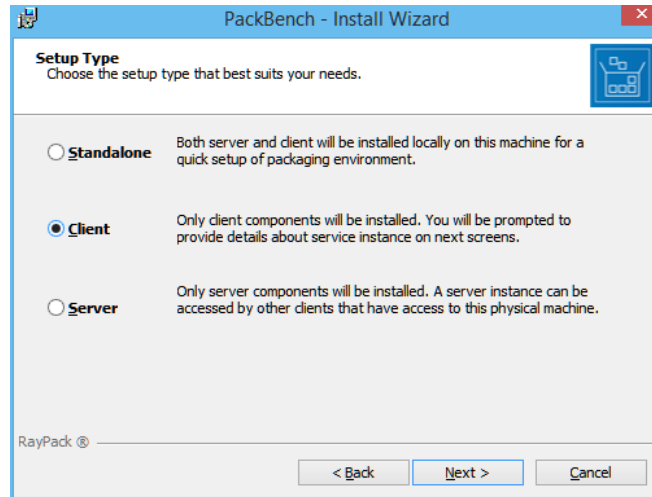 PackBench - Install Wizard
Setup Type
Choose the setup type that best suits your needs.
Standalone
Both server and client will be installed locally on this machine for a
quick setup of packaging environment.
Client
Only client components will be installed. You will be prompted to
provide details about service instance on next screens.
Server
Only server components will be installed. A server instance can be
accessed by other clients that have access to this physical machine.
RayPack ®
< Back
Next >
Cancel